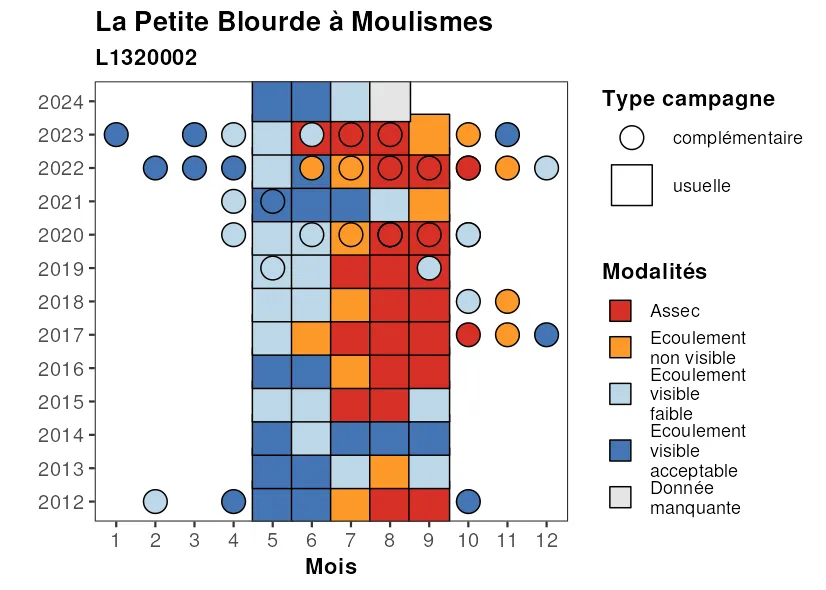 La Petite Blourde à Moulismes
L1320002
2024
2023
2022
2021
2020
2019
2018
2017
2016
2015
2014
2013
2012
1 2 3 4 5 6 7 8 9 10 11 12
Mois
Type campagne
complémentaire
usuelle
Modalités
Assec
Ecoulement
non visible
Ecoulement
visible
faible
Ecoulement
visible
acceptable
Donnée
manquante